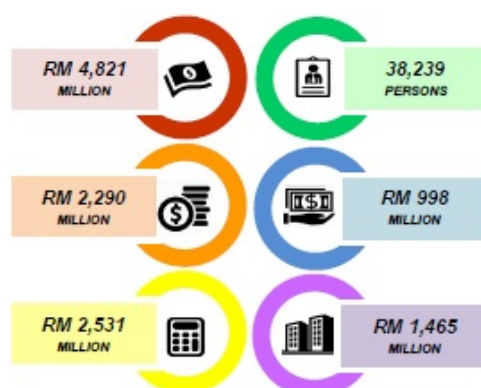 RM 4,821
MILLION
38,239
PERSONS
RM 2,290
MILLION
RM 998
MILLION
RM 2,531
MILLION
RM 1,465
MILLION